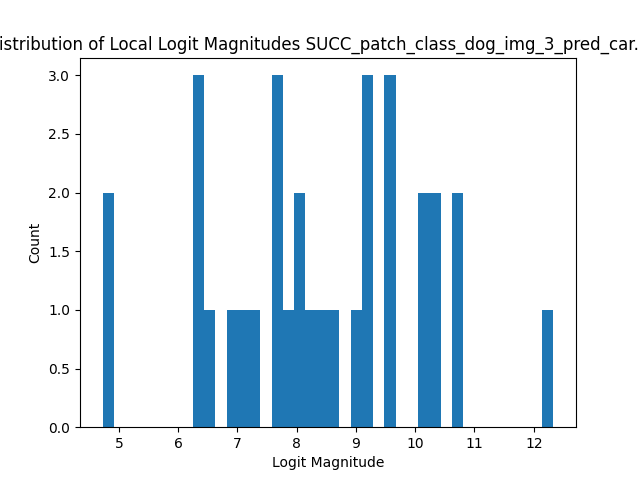 istribution of Local Logit Magnitudes SUCC_patch_class_dog_img_3_pred_car.
3.0
2.5
2.0
1.5
1.0
0.5
0.0
Count
5 6 7 8 9 10 11 12
Logit Magnitude